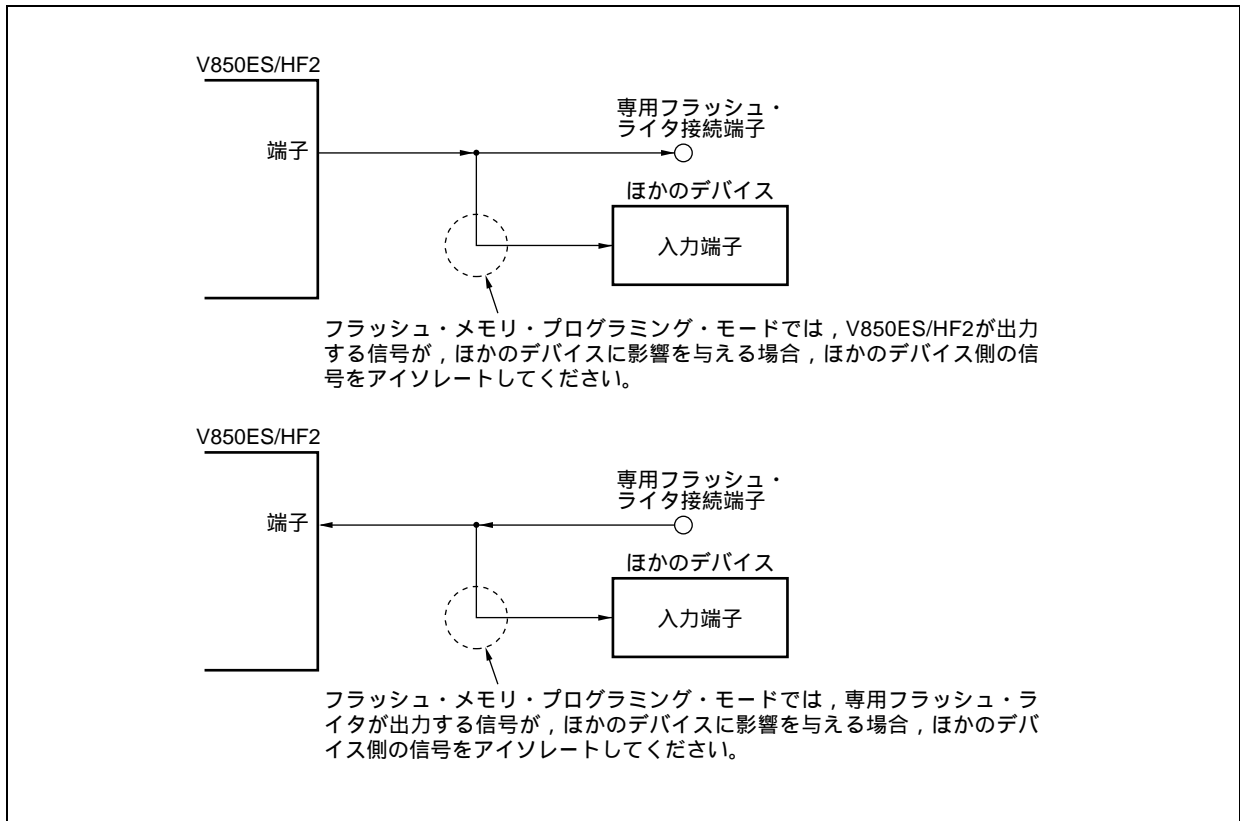 V850ES/HF2
端子
専用フラッシュ・
ライタ接続端子
ほかのデバイス
入力端子
フラッシュ・メモリ・プログラミング・モードでは，V850ES/HF2が出力
する信号が，ほかのデバイスに影響を与える場合，ほかのデバイス側の信
号をアイソレートしてください。
V850ES/HF2
端子
専用フラッシュ・
ライタ接続端子
ほかのデバイス
入力端子
フラッシュ・メモリ・プログラミング・モードでは，専用フラッシュ・ラ
イタが出力する信号が，ほかのデバイスに影響を与える場合，ほかのデバ
イス側の信号をアイソレートしてください。